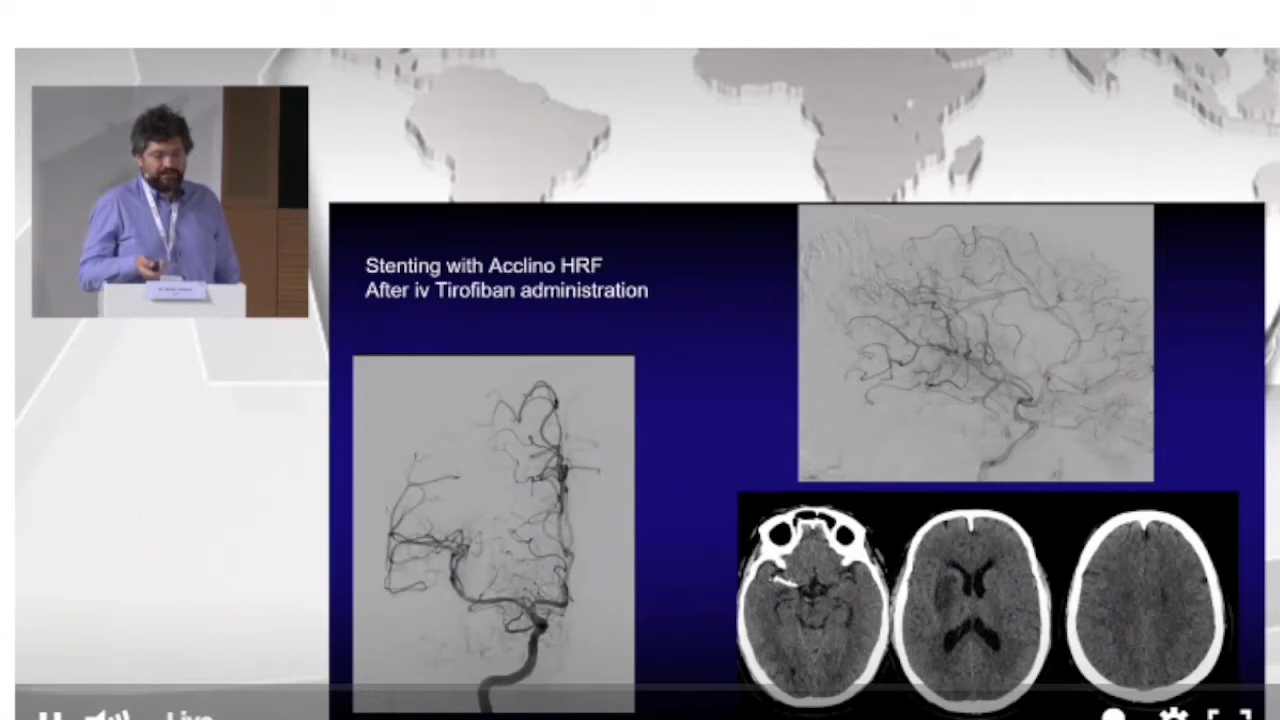 Stenting with Acclino HRF
After iv Tirofiban administration
Live